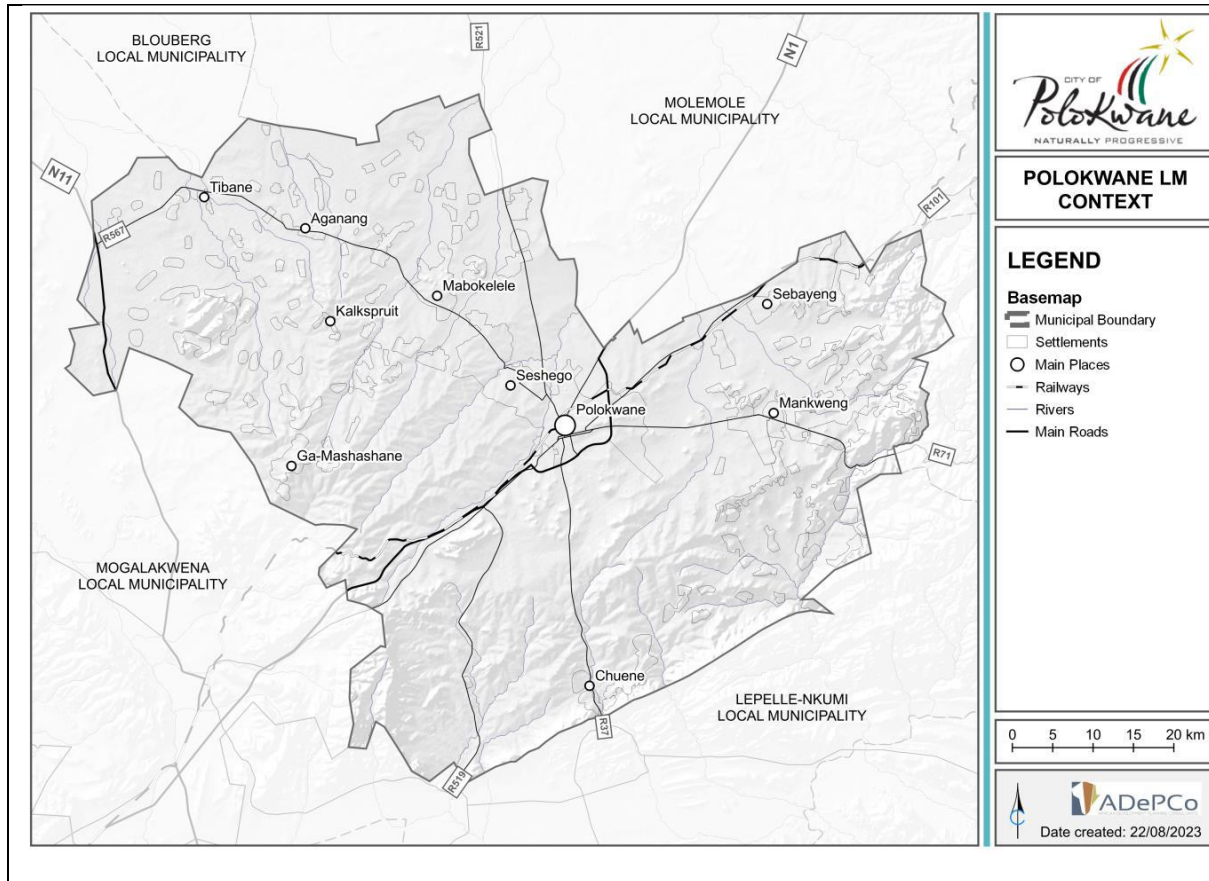 BLOUBERG
LOCAL MUNICIPALITY
R521
N1
MOLEMOLE
LOCAL MUNICIPALITY
N11
Tibane
R567
Aganang
R101
Mabokelele
Sebayeng
Kalkspruit
Seshego
Polokwane
Mankweng
Ga-Mashashane
R71
MOGALAKWENA
LOCAL MUNICIPALITY
Chuene
LEPELLE-NKUMI
LOCAL MUNICIPALITY
R37
R519
CITY OF
Polokwane
NATURALLY PROGRESSIVE
POLOKWANE LM
CONTEXT
LEGEND
Basemap
Municipal Boundary
Settlements
Main Places
Railways
Rivers
Main Roads
0 5 10 15 20 km
ADePCo
Date created: 22/08/2023